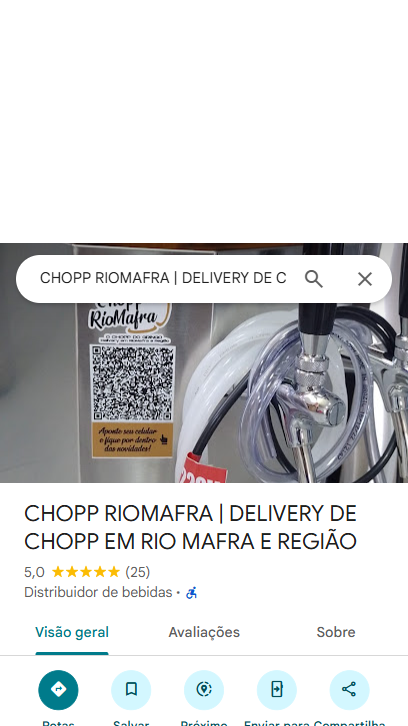 CHOPP RIOMAFRA | DELIVERY DE C
Chopp
RioMafra
Aponte seu celular
e fique por dentro
das novidades!
CHOPP RIOMAFRA | DELIVERY DE
CHOPP EM RIO MAFRA E REGIÃO
5,0 (25)
Distribuidor de bebidas ·
Visão geral Avaliações Sobre
Rotas Salvar Próximo Enviar para Compartilha